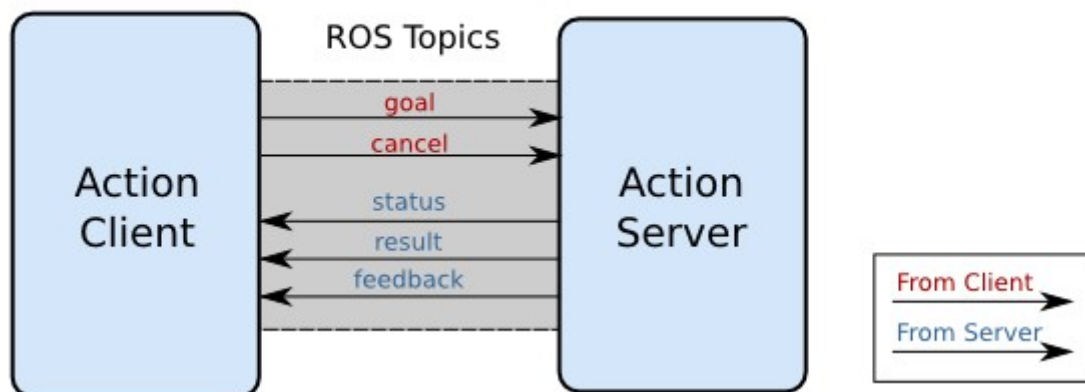 ROS Topics
goal
cancel
Action
Client
status
result
feedback
Action
Server
From Client
From Server